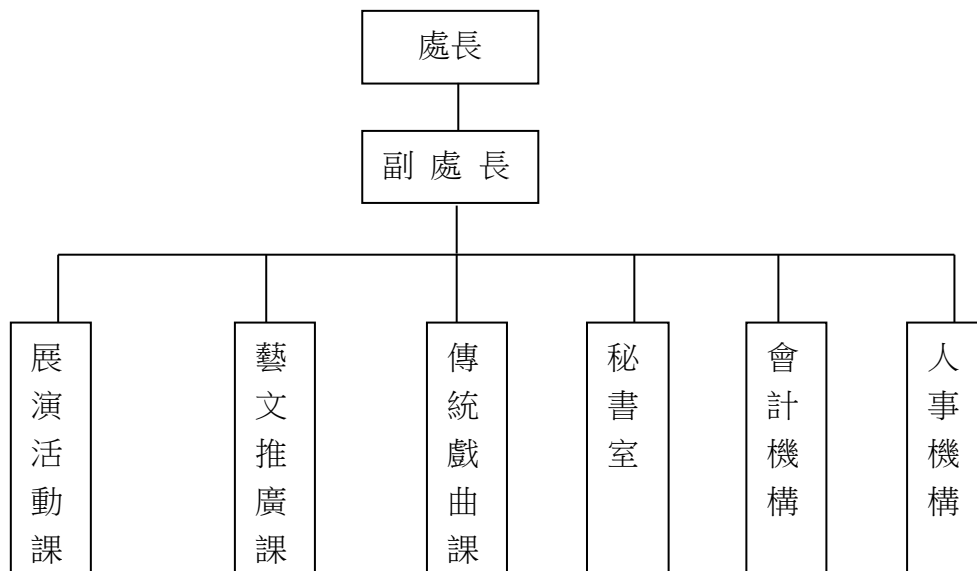 處長
副處長
展演活動課
藝文推廣課
傳統戲曲課
秘書室
會計機構
人事機構